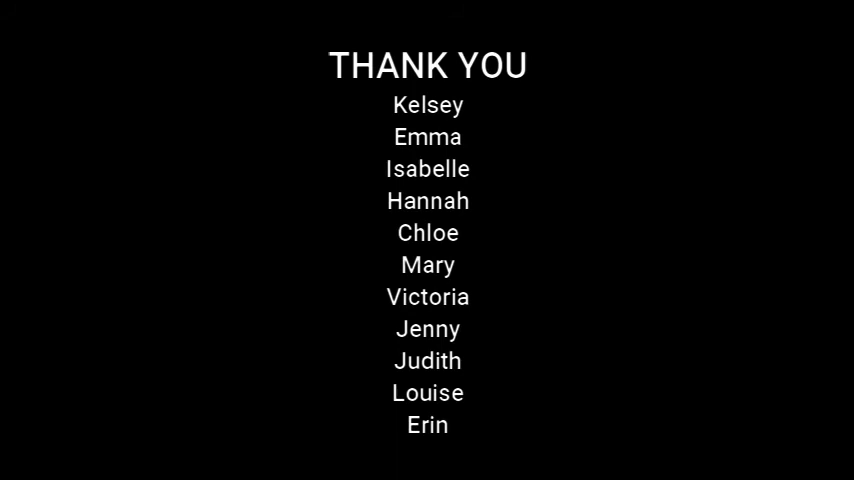 THANK YOU
Kelsey
Emma
Isabelle
Hannah
Chloe
Mary
Victoria
Jenny
Judith
Louise
Erin